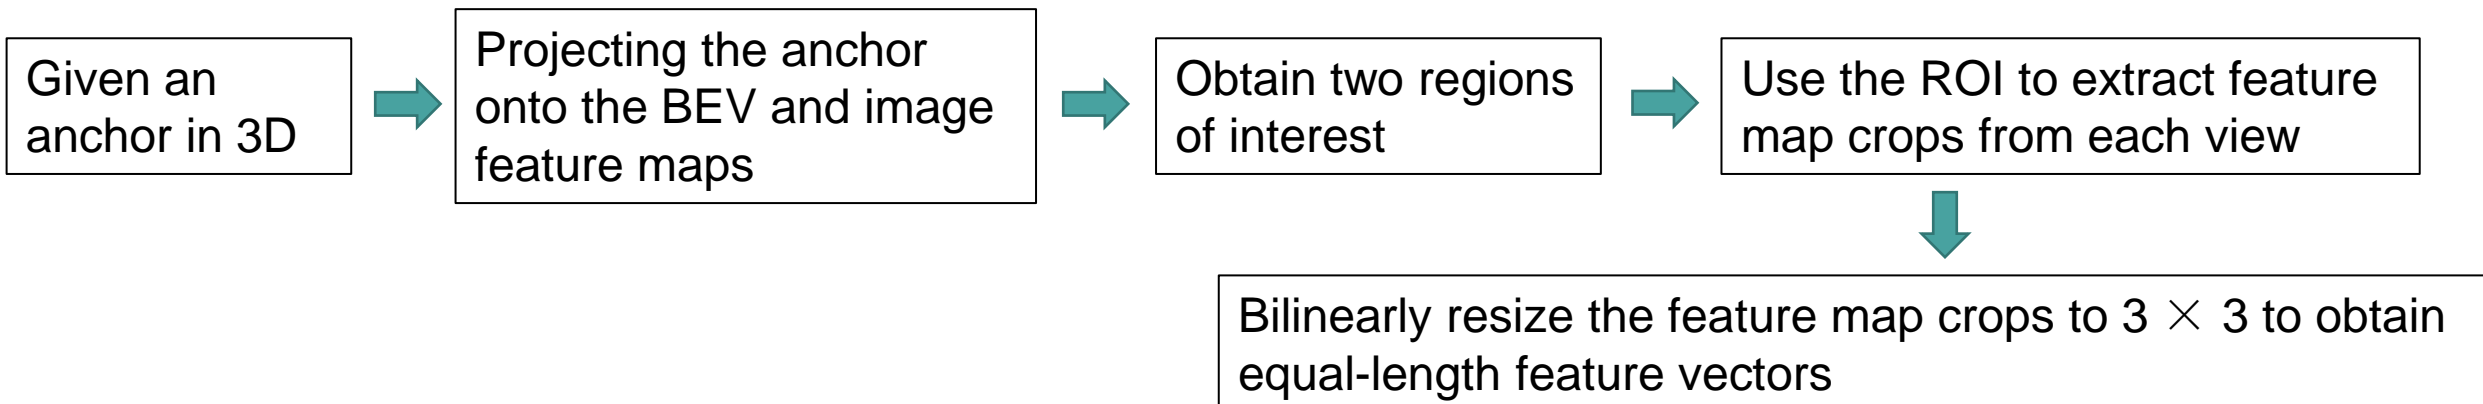 Given an
anchor in 3D
Projecting the anchor
onto the BEV and image
feature maps
Obtain two regions
of interest
Use the ROI to extract feature
map crops from each view
Bilinearly resize the feature map crops to 3 × 3 to obtain
equal-length feature vectors